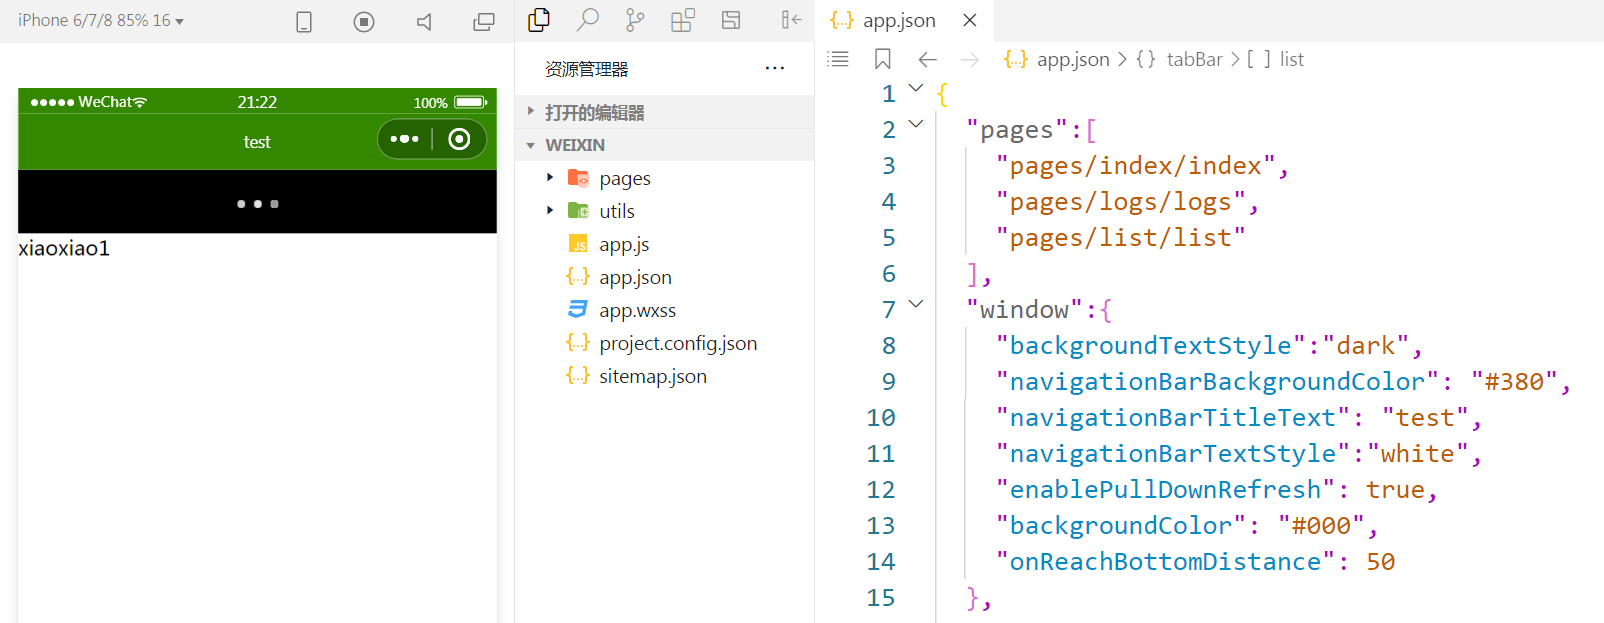 iPhone 6/7/8 85% 16
WeChat 21:22 100%
test
xiaoxiao1
资源管理器
打开的编辑器
WEIXIN
pages
utils
app.js
app.json
app.wxss
project.config.json
sitemap.json
{..} app.json
{..} app.json > {} tabBar > [ ] list
1 {
2 "pages":[
3 "pages/index/index",
4 "pages/logs/logs",
5 "pages/list/list"
6 ],
7 "window":{
8 "backgroundTextStyle":"dark",
9 "navigationBarBackgroundColor": "#380",
10 "navigationBarTitleText": "test",
11 "navigationBarTextStyle":"white",
12 "enablePullDownRefresh": true,
13 "backgroundColor": "#000",
14 "onReachBottomDistance": 50
15 },